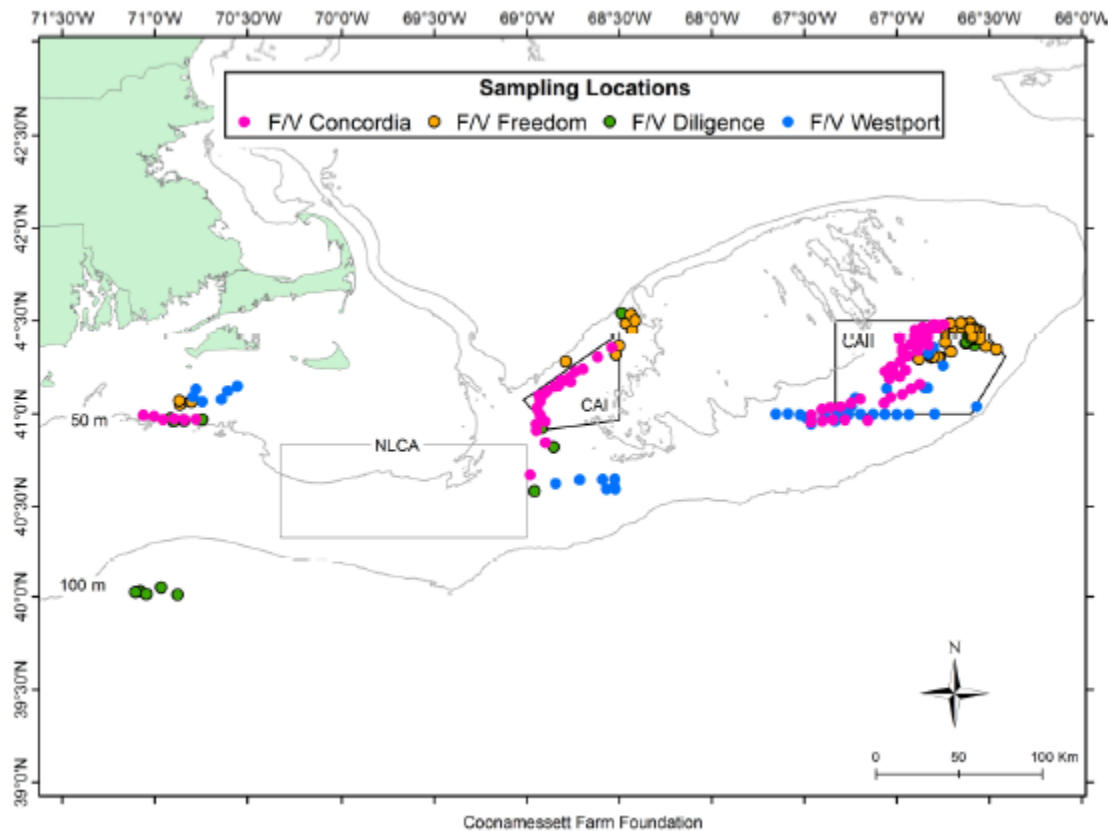 71°30'W 71°0'W 70°30'W 70°0'W 69°30'W 69°0'W 68°30'W 68°0'W 67°30'W 67°0'W 66°30'W 66°0'W
Sampling Locations
F/V Concordia F/V Freedom F/V Diligence F/V Westport
42°30'N
42°0'N
41°30'N
41°0'N
40°30'N
40°0'N
39°30'N
39°0'N
CAII
CAI
50 m
NLCA
100 m
N
0 50 100 Km
Coonamessett Farm Foundation